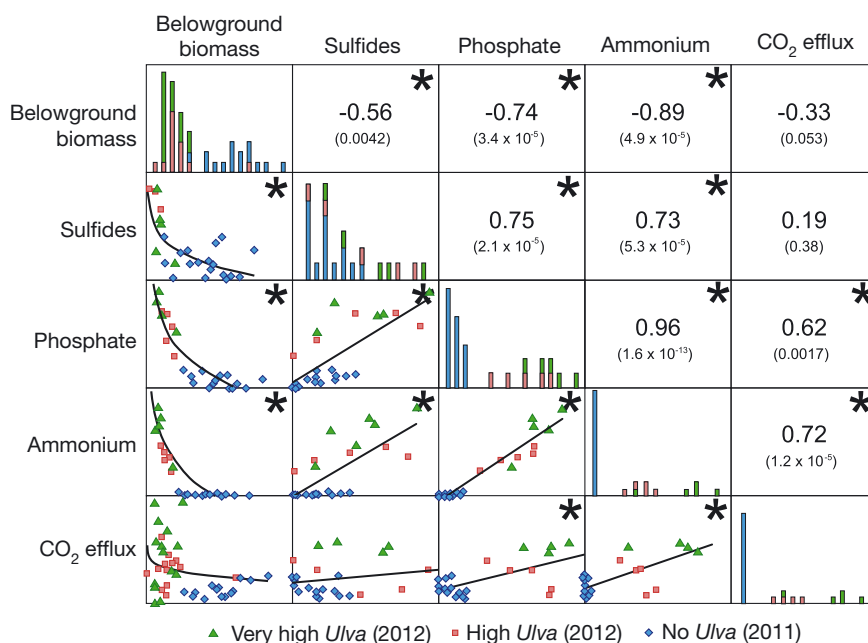 Belowground
biomass
Sulfides
Phosphate
Ammonium
CO₂ efflux
Belowground
biomass
-0.56
(0.0042)
*
-0.74
(3.4 x 10⁻⁵)
*
-0.89
(4.9 x 10⁻⁵)
*
-0.33
(0.053)
Sulfides
*
0.75
(2.1 x 10⁻⁵)
*
0.73
(5.3 x 10⁻⁵)
*
0.19
(0.38)
Phosphate
*
*
0.96
(1.6 x 10⁻¹³)
*
0.62
(0.0017)
*
Ammonium
*
*
*
0.72
(1.2 x 10⁻⁵)
*
CO₂ efflux
*
*
Very high Ulva (2012)
High Ulva (2012)
No Ulva (2011)